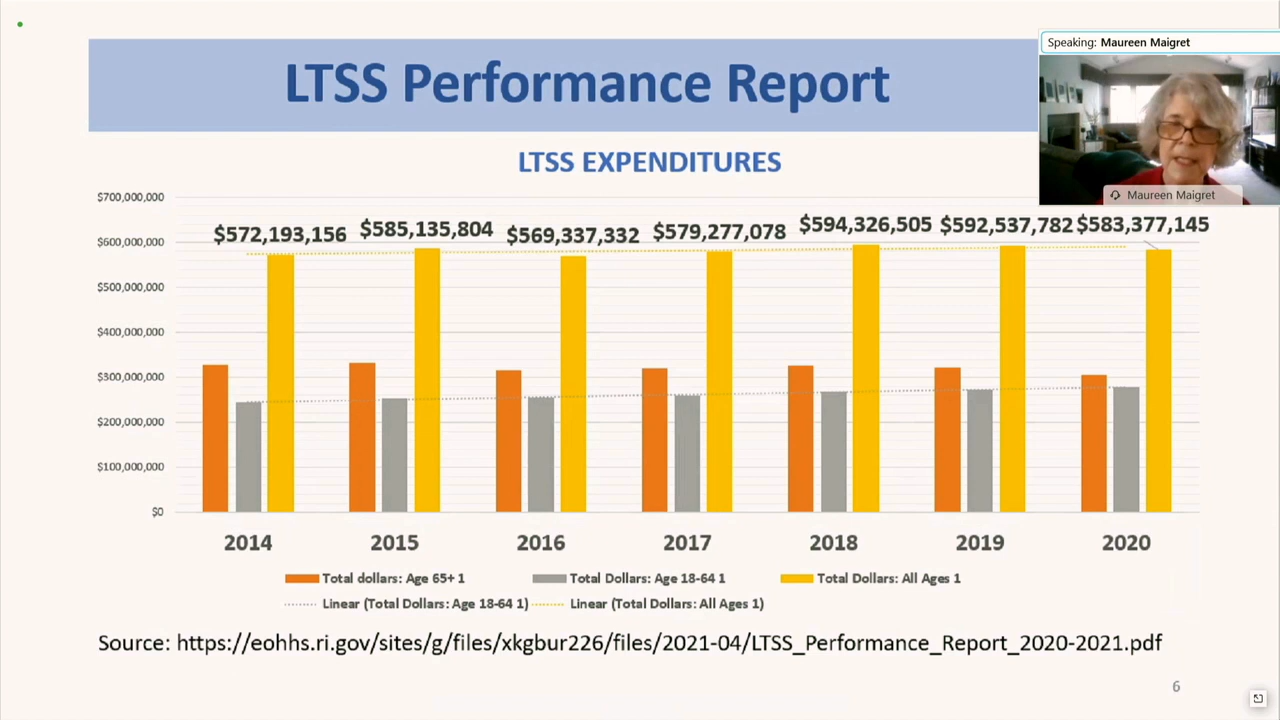 Speaking: Maureen Maigret
LTSS Performance Report
Maureen Maigret
LTSS EXPENDITURES
$700,000,000
$600,000,000
$500,000,000
$400,000,000
$300,000,000
$200,000,000
$100,000,000
$0
$572,193,156
$585,135,804
$569,337,332
$579,277,078
$594,326,505
$592,537,782
$583,377,145
2014 2015 2016 2017 2018 2019 2020
Total dollars: Age 65+ 1 Total Dollars: Age 18-64 1 Total Dollars: All Ages 1
Linear (Total Dollars: Age 18-64 1) Linear (Total Dollars: All Ages 1)
Source: https://eohhs.ri.gov/sites/g/files/xkgbur226/files/2021-04/LTSS_Performance_Report_2020-2021.pdf
6